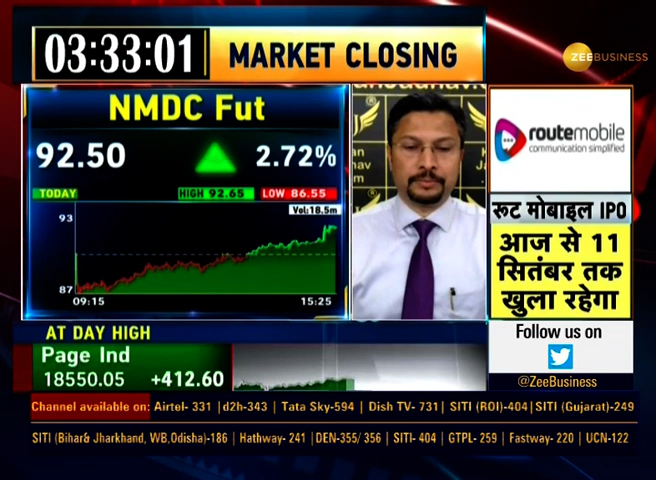 03:33:01
MARKET CLOSING
ZEEBUSINESS
NMDC Fut
92.50
2.72%
TODAY
HIGH 92.65
LOW 86.55
Vol:18.5m
93
87
09:15
15:25
routemobile
communication simplified
रूट मोबाइल IPO
आज से 11
सितंबर तक
खुला रहेगा
AT DAY HIGH
Page Ind
18550.05 +412.60
Follow us on
@ZeeBusiness
Channel available on: Airtel- 331 |d2h-343 | Tata Sky-594 | Dish TV- 731| SITI (ROI)-404| SITI (Gujarat)-249
SITI (Bihar& Jharkhand, WB,Odisha)-186 | Hathway- 241 |DEN-355/ 356 | SITI- 404 | GTPL- 259 | Fastway- 220 | UCN-122